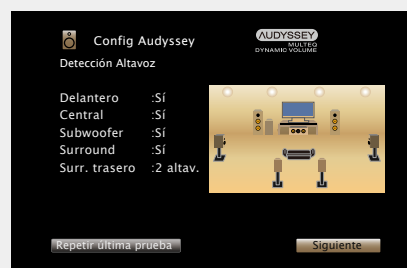 Config Audyssey
AUDYSSEY
MULTEQ
DYNAMIC VOLUME
Detección Altavoz
Delantero :Sí
Central :Sí
Subwoofer :Sí
Surround :Sí
Surr. trasero :2 altav.
Repetir última prueba
Siguiente